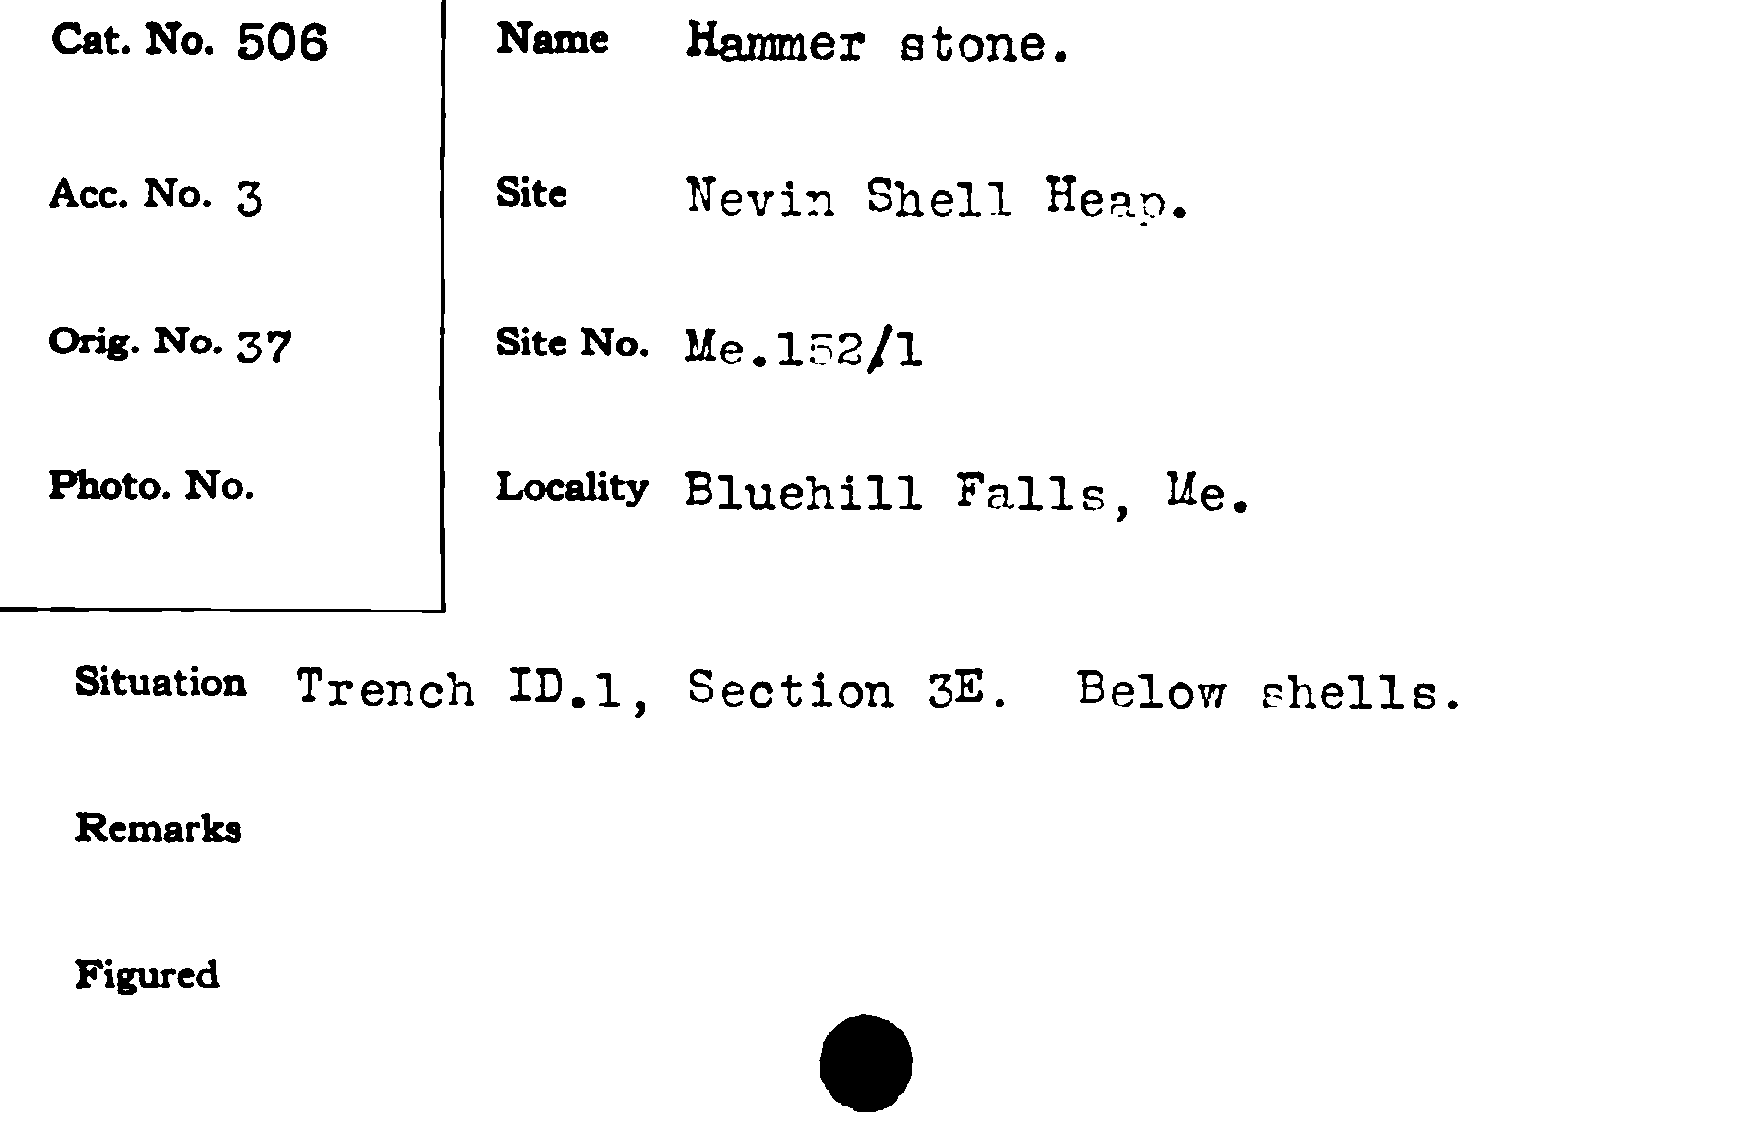 Cat. No. 506
Name Hammer stone.
Acc. No. 3
Site Nevin Shell Heap.
Orig. No. 37
Site No. Me.152/1
Photo. No.
Locality Bluehill Falls, Me.
Situation Trench ID.1, Section 3E. Below shells.
Remarks
Figured